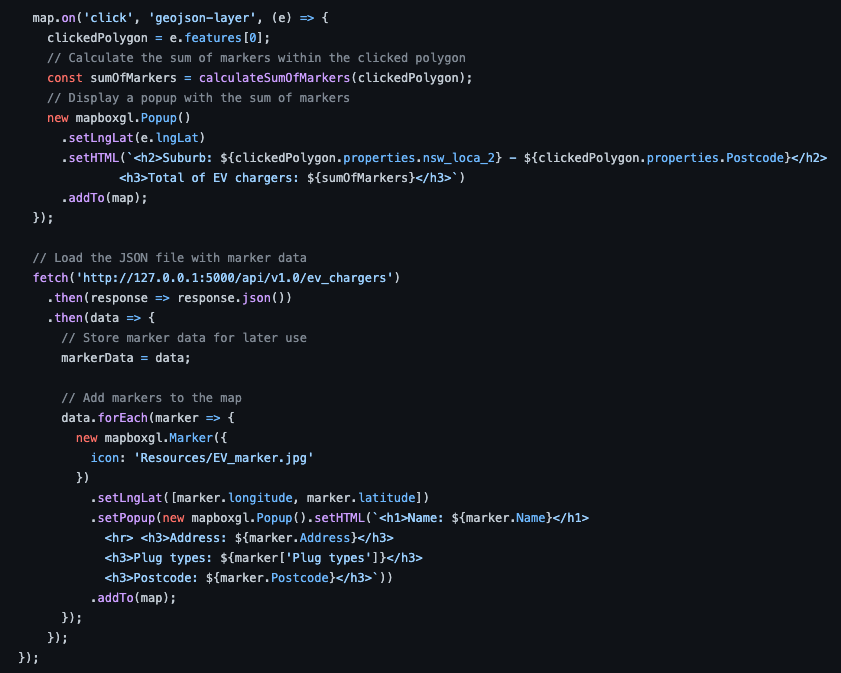 map.on('click', 'geojson-layer', (e) => {
clickedPolygon = e.features[0];
// Calculate the sum of markers within the clicked polygon
const sumOfMarkers = calculateSumOfMarkers(clickedPolygon);
// Display a popup with the sum of markers
new mapboxgl.Popup()
.setLngLat(e.lngLat)
.setHTML(`<h2>Suburb: ${clickedPolygon.properties.nsw_loca_2} - ${clickedPolygon.properties.Postcode}</h2>
<h3>Total of EV chargers: ${sumOfMarkers}</h3>`)
.addTo(map);
});
// Load the JSON file with marker data
fetch('http://127.0.0.1:5000/api/v1.0/ev_chargers')
.then(response => response.json())
.then(data => {
// Store marker data for later use
markerData = data;
// Add markers to the map
data.forEach(marker => {
new mapboxgl.Marker({
icon: 'Resources/EV_marker.jpg'
})
.setLngLat([marker.longitude, marker.latitude])
.setPopup(new mapboxgl.Popup().setHTML(`<h1>Name: ${marker.Name}</h1>
<hr> <h3>Address: ${marker.Address}</h3>
<h3>Plug types: ${marker['Plug types']}</h3>
<h3>Postcode: ${marker.Postcode}</h3>`))
.addTo(map);
});
});
});